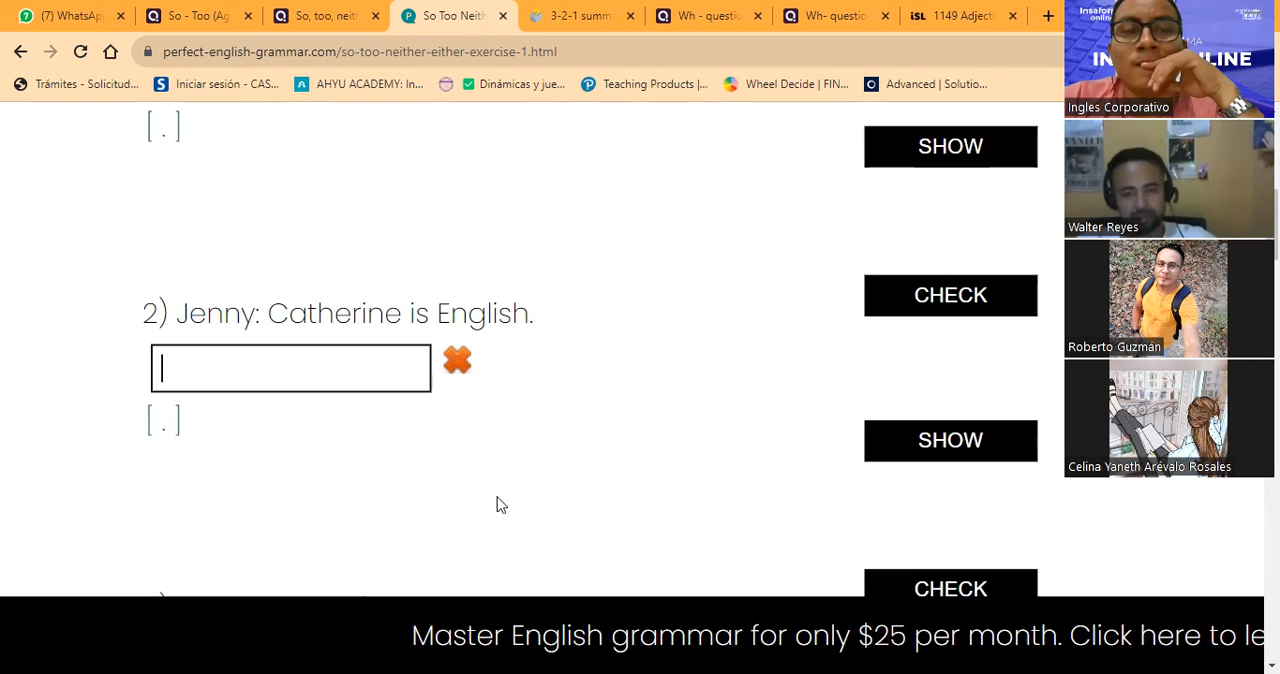 (7) WhatsApp
So - Too (Ag
So, too, neit
So Too Neith
3-2-1 summ
Wh - questio
Wh- questio
iSL 1149 Adject
perfect-english-grammar.com/so-too-neither-either-exercise-1.html
Trámites - Solicitud...
Iniciar sesión - CAS...
AHYU ACADEMY: In...
Dinámicas y jue...
Teaching Products |...
Wheel Decide | FIN...
Advanced | Solutio...
[ . ]
SHOW
CHECK
2) Jenny: Catherine is English.
[ . ]
SHOW
CHECK
Master English grammar for only $25 per month. Click here to le
Ingles Corporativo
Walter Reyes
Roberto Guzmán
Celina Yaneth Arévalo Rosales